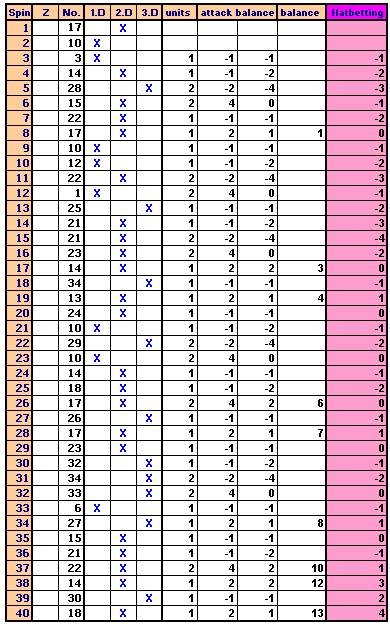 Spin Z No. 1.D 2.D 3.D units attack balance balance Flatbetting
1 17 X
2 10 X
3 3 X 1 -1 -1 -1
4 14 X 1 -1 -2 -2
5 28 X 2 -2 -4 -3
6 15 X 2 4 0 -1
7 22 X 1 -1 -1 -2
8 17 X 1 2 1 1 0
9 10 X 1 -1 -1 -1
10 12 X 1 -1 -2 -2
11 22 X 2 -2 -4 -3
12 1 X 2 4 0 -1
13 25 X 1 -1 -1 -2
14 21 X 1 -1 -2 -3
15 21 X 2 -2 -4 -4
16 23 X 2 4 0 -2
17 14 X 1 2 2 3 0
18 34 X 1 -1 -1 -1
19 13 X 1 2 1 4 1
20 24 X 1 -1 -1 0
21 10 X 1 -1 -2 -1
22 29 X 2 -2 -4 -2
23 10 X 2 4 0 0
24 14 X 1 -1 -1 -1
25 18 X 1 -1 -2 -2
26 17 X 2 4 2 6 0
27 26 X 1 -1 -1 -1
28 17 X 1 2 1 7 1
29 23 X 1 -1 -1 0
30 32 X 1 -1 -2 -1
31 34 X 2 -2 -4 -2
32 33 X 2 4 0 0
33 6 X 1 -1 -1 -1
34 27 X 1 2 1 8 1
35 15 X 1 -1 -1 0
36 21 X 1 -1 -2 -1
37 22 X 2 4 2 10 1
38 14 X 1 2 2 12 3
39 30 X 1 -1 -1 2
40 18 X 1 2 1 13 4